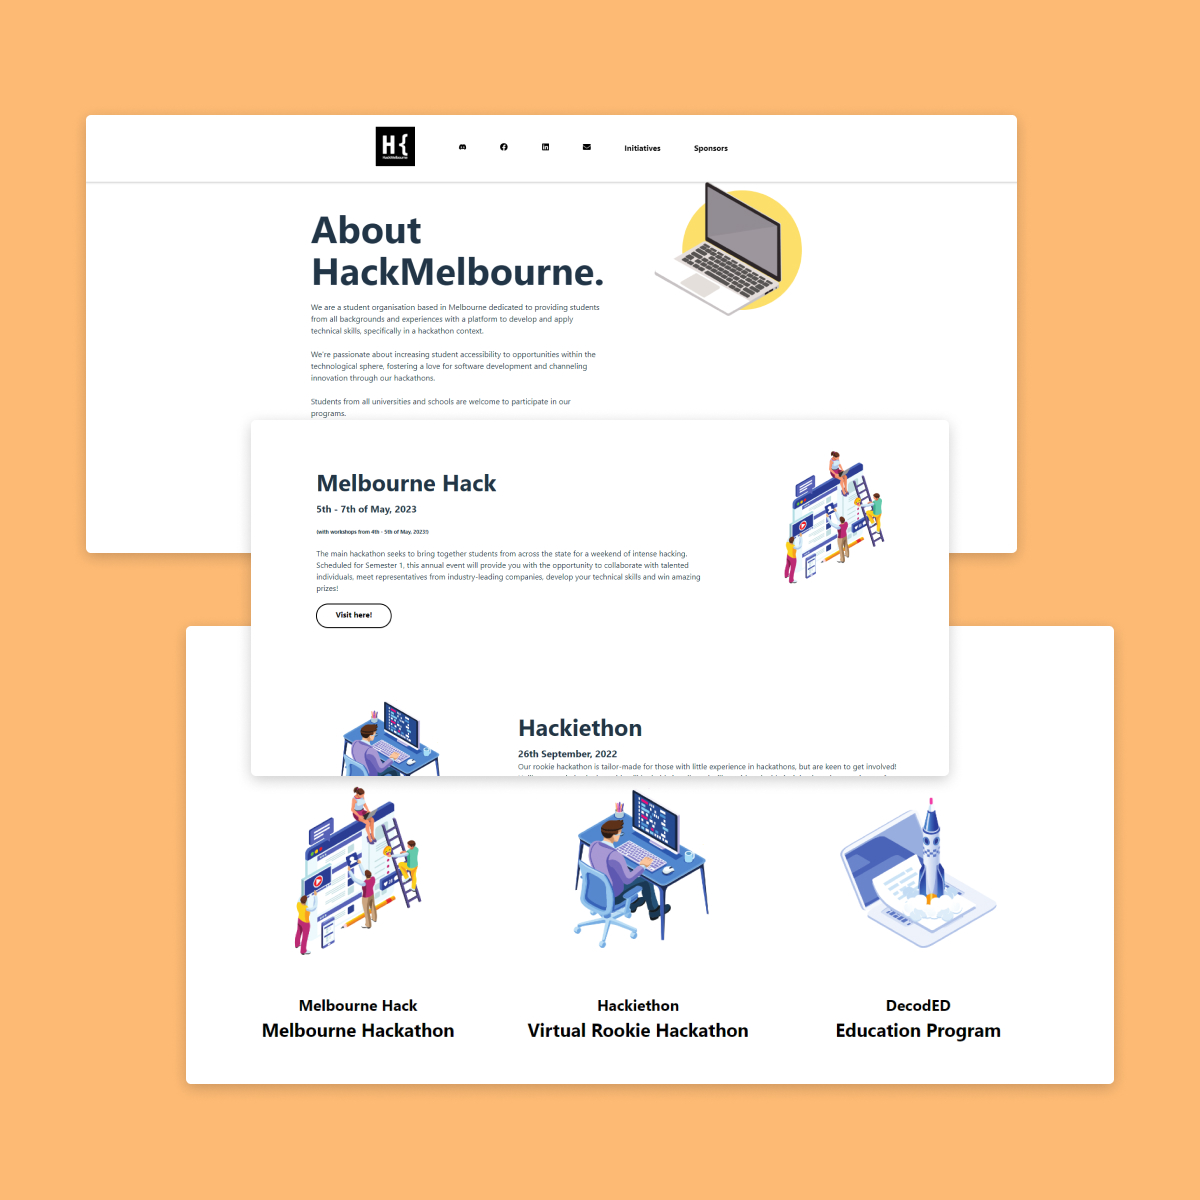 H{
HackMelbourne
Initiatives
Sponsors
About
HackMelbourne.
We are a student organisation based in Melbourne dedicated to providing students
from all backgrounds and experiences with a platform to develop and apply
technical skills, specifically in a hackathon context.
We're passionate about increasing student accessibility to opportunities within the
technological sphere, fostering a love for software development and channeling
innovation through our hackathons.
Students from all universities and schools are welcome to participate in our
programs.
Melbourne Hack
5th - 7th of May, 2023
(with workshops from 4th - 5th of May, 2023!)
The main hackathon seeks to bring together students from across the state for a weekend of intense hacking.
Scheduled for Semester 1, this annual event will provide you with the opportunity to collaborate with talented
individuals, meet representatives from industry-leading companies, develop your technical skills and win amazing
prizes!
Visit here!
Hackiethon
26th September, 2022
Our rookie hackathon is tailor-made for those with little experience in hackathons, but are keen to get involved!
Melbourne Hack
Melbourne Hackathon
Hackiethon
Virtual Rookie Hackathon
DecodED
Education Program